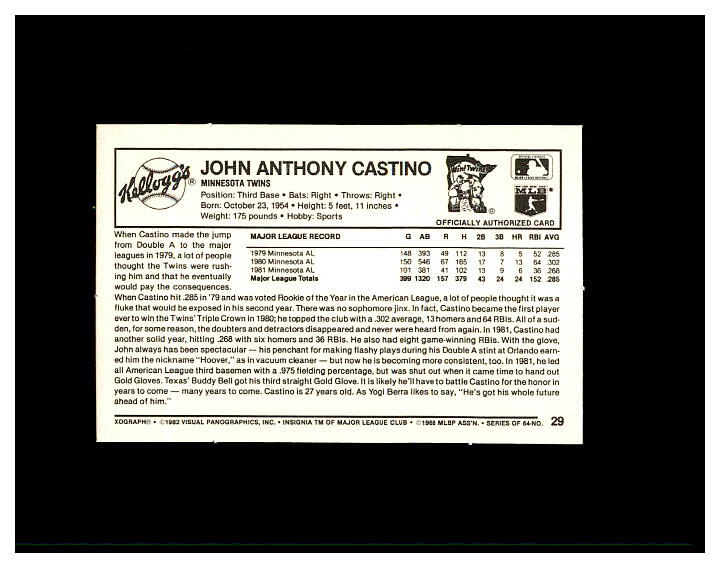 Kellogg's®
JOHN ANTHONY CASTINO
MINNESOTA TWINS
Position: Third Base • Bats: Right • Throws: Right •
Born: October 23, 1954 • Height: 5 feet, 11 inches •
Weight: 175 pounds • Hobby: Sports
MLB
OFFICIALLY AUTHORIZED CARD
When Castino made the jump
from Double A to the major
leagues in 1979, a lot of people
thought the Twins were rush-
ing him and that he eventually
would pay the consequences.
MAJOR LEAGUE RECORD G AB R H 2B 3B HR RBI AVG
1979 Minnesota AL 148 393 49 112 13 8 5 52 .285
1980 Minnesota AL 150 546 67 165 17 7 13 64 .302
1981 Minnesota AL 101 381 41 102 13 9 6 36 .268
Major League Totals 399 1320 157 379 43 24 24 152 .285
When Castino hit .285 in '79 and was voted Rookie of the Year in the American League, a lot of people thought it was a
fluke that would be exposed in his second year. There was no sophomore jinx. In fact, Castino became the first player
ever to win the Twins' Triple Crown in 1980; he topped the club with a .302 average, 13 homers and 64 RBIs. All of a sud-
den, for some reason, the doubters and detractors disappeared and never were heard from again. In 1981, Castino had
another solid year, hitting .268 with six homers and 36 RBIs. He also had eight game-winning RBIs. With the glove,
John always has been spectacular — his penchant for making flashy plays during his Double A stint at Orlando earn-
ed him the nickname "Hoover," as in vacuum cleaner — but now he is becoming more consistent, too. In 1981, he led
all American League third basemen with a .975 fielding percentage, but was shut out when it came time to hand out
Gold Gloves. Texas' Buddy Bell got his third straight Gold Glove. It is likely he'll have to battle Castino for the honor in
years to come — many years to come. Castino is 27 years old. As Yogi Berra likes to say, "He's got his whole future
ahead of him."
XOGRAPH® • ©1982 VISUAL PANOGRAPHICS, INC. • INSIGNIA TM OF MAJOR LEAGUE CLUB • ©1968 MLBP ASS'N. • SERIES OF 64-NO. 29